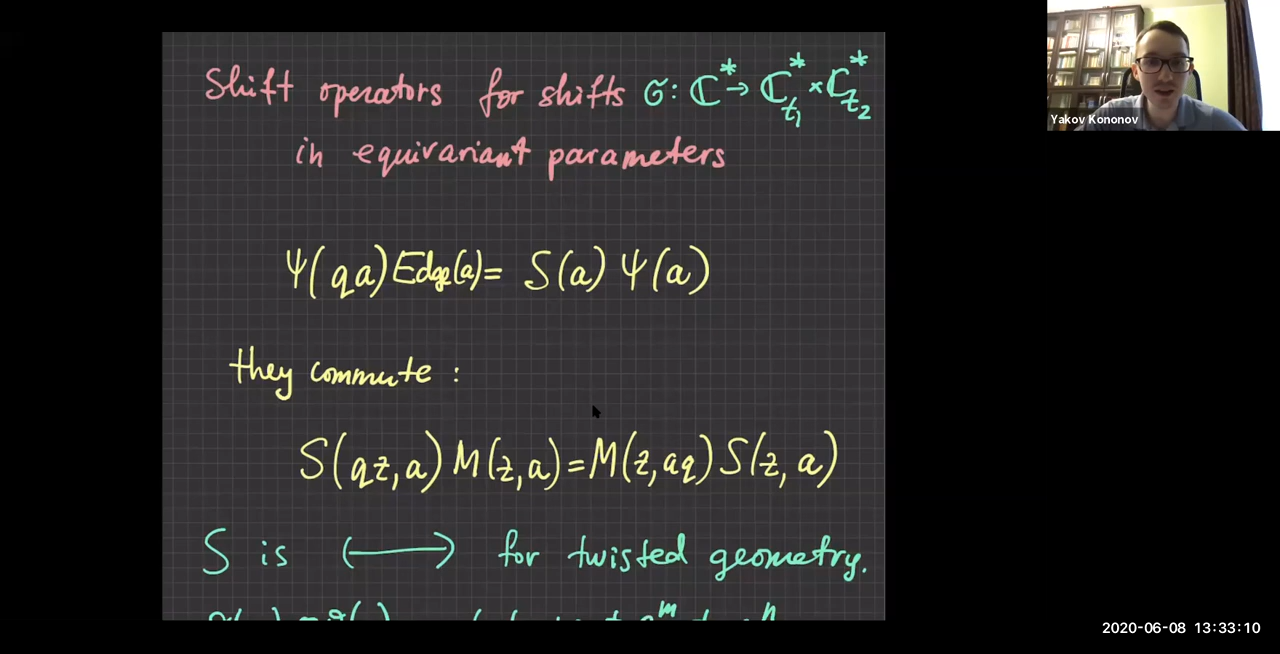 Shift operators for shifts σ: ℂ* → ℂ*_{t₁} × ℂ*_{t₂}
in equivariant parameters
Ψ(qa) Edge(a) = S(a) Ψ(a)
they commute :
S(qz, a) M(z, a) = M(z, aq) S(z, a)
S is (⟼) for twisted geometry.
Yakov Kononov
2020-06-08 13:33:10